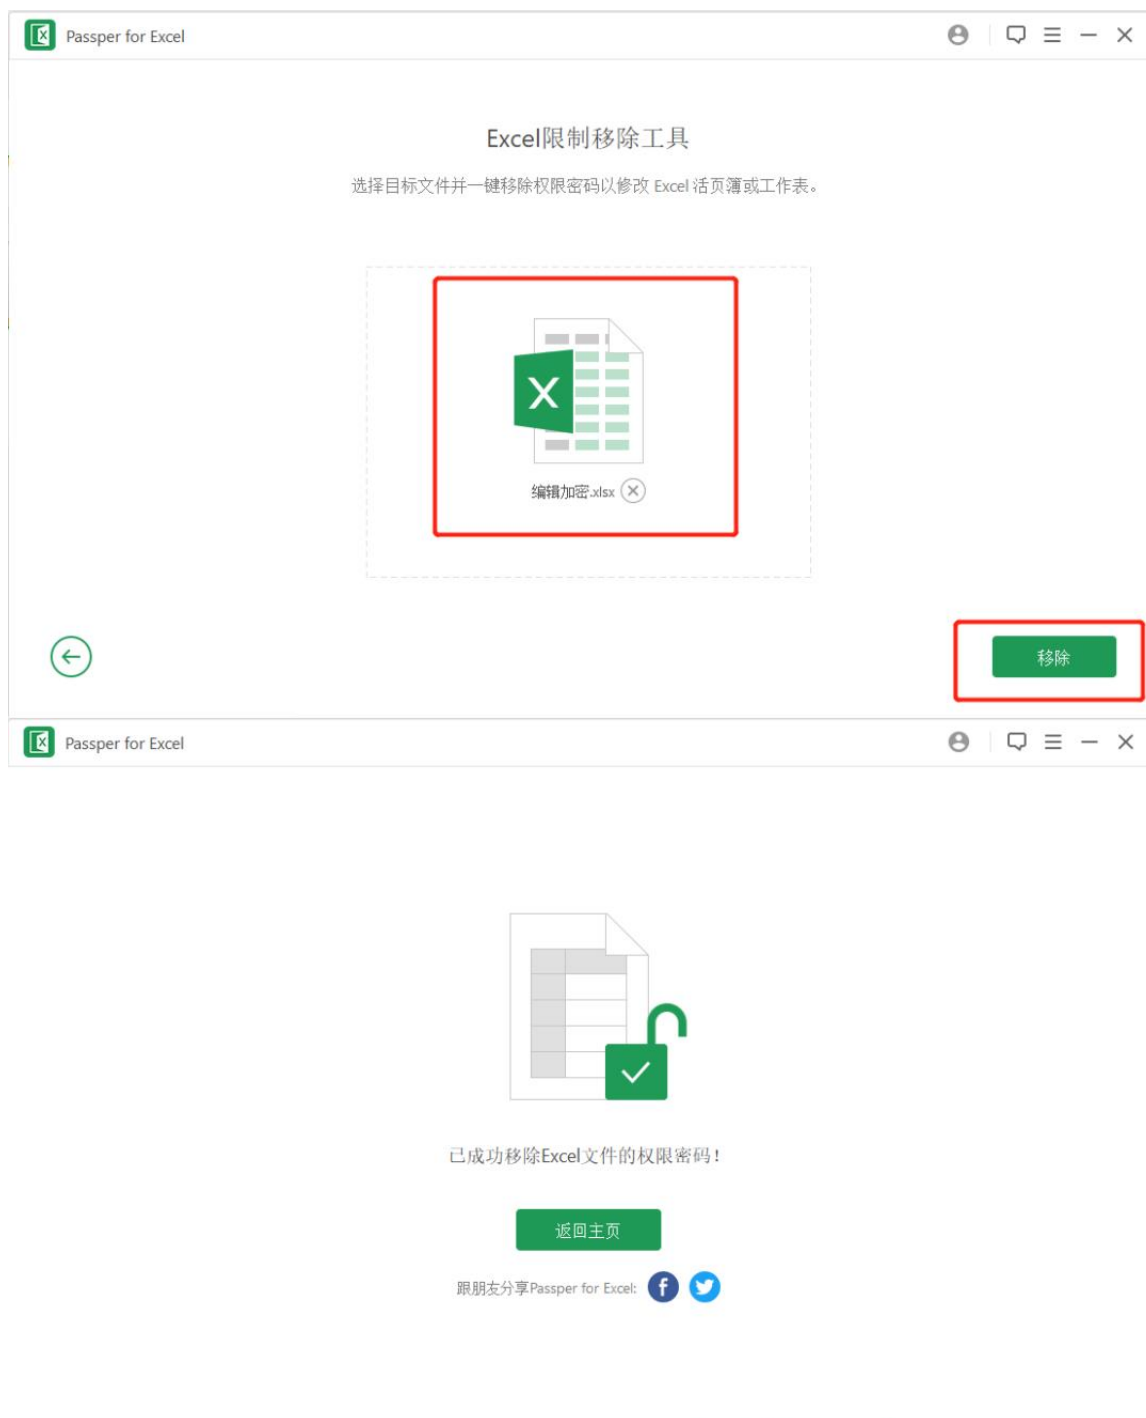 Passper for Excel
Excel限制移除工具
选择目标文件并一键移除权限密码以修改 Excel 活页簿或工作表。
X
编辑加密.xlsx
移除
Passper for Excel
已成功移除Excel文件的权限密码！
返回主页
跟朋友分享Passper for Excel: